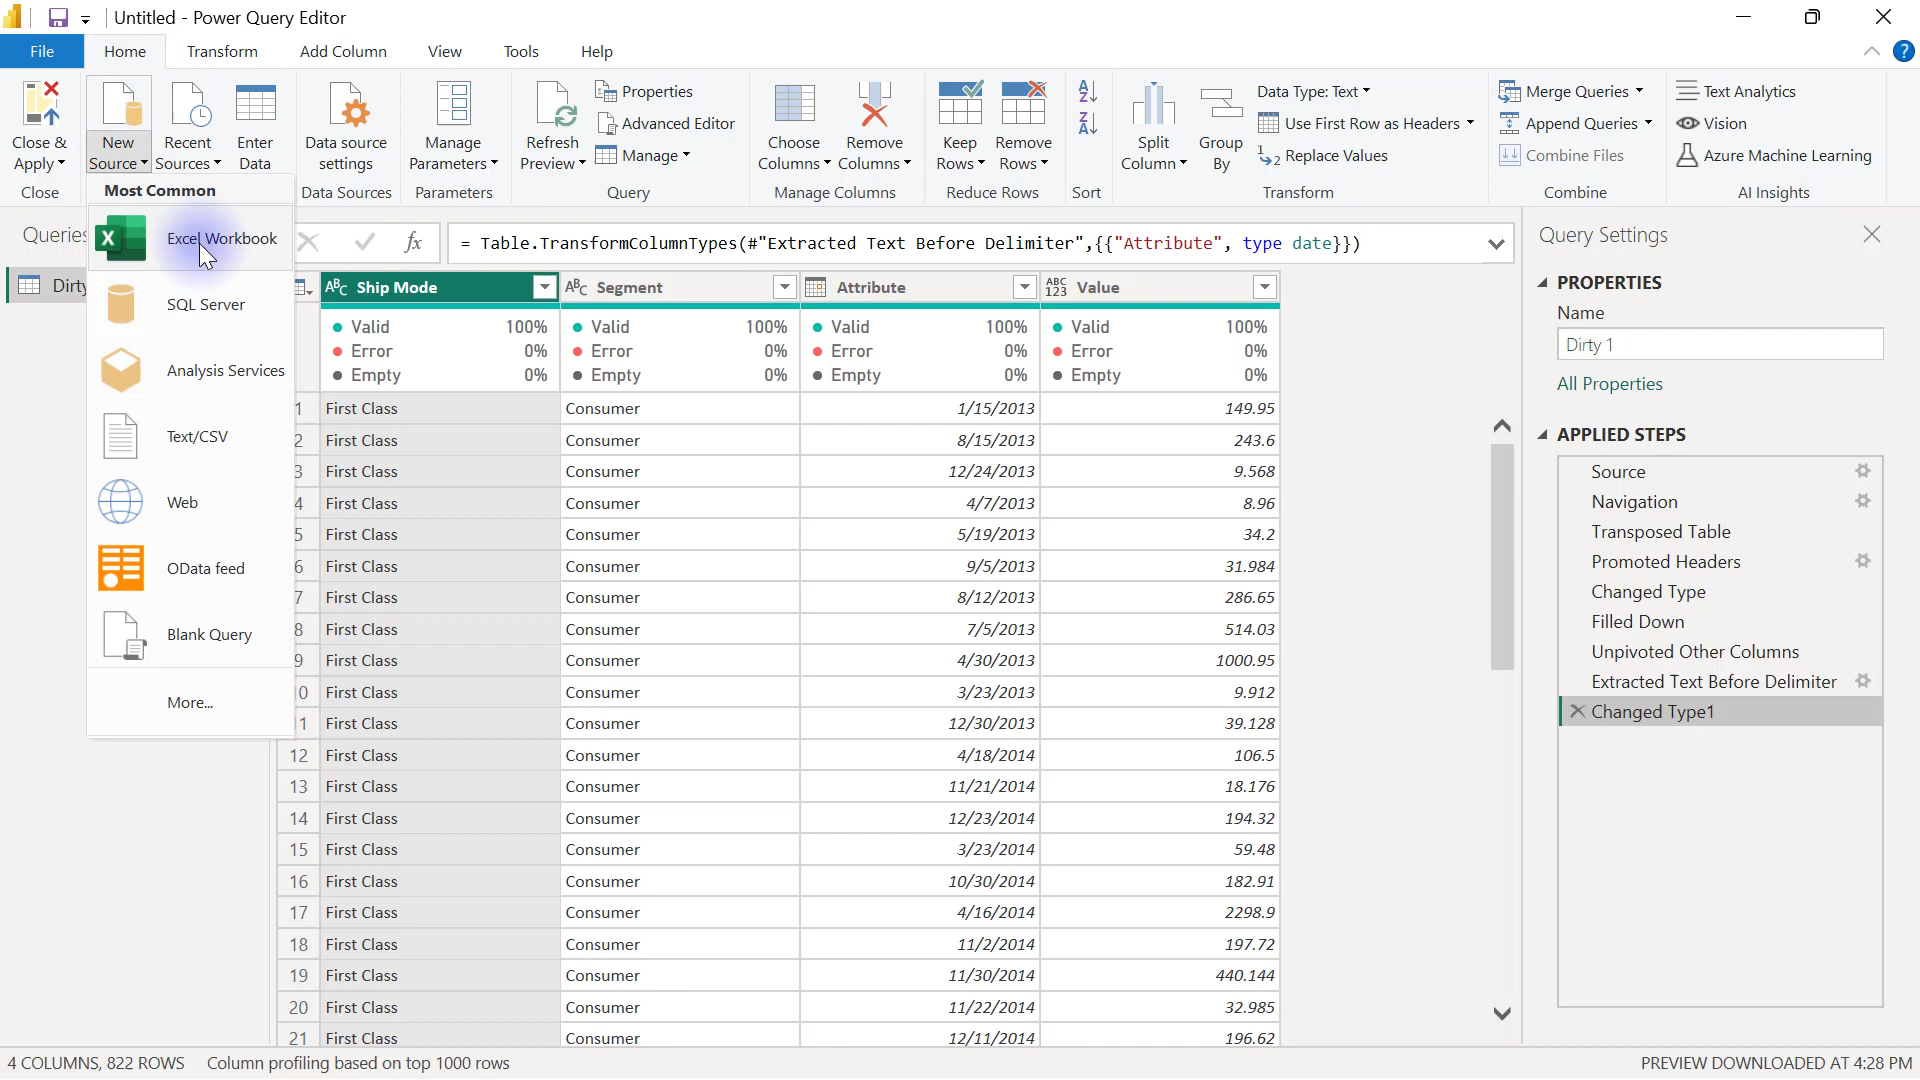 Untitled - Power Query Editor
File Home Transform Add Column View Tools Help
Close & Apply
New Source
Recent Sources
Enter Data
Data source settings
Manage Parameters
Refresh Preview
Properties
Advanced Editor
Manage
Choose Columns
Remove Columns
Keep Rows
Remove Rows
Split Column
Group By
Data Type: Text
Use First Row as Headers
Replace Values
Merge Queries
Append Queries
Combine Files
Text Analytics
Vision
Azure Machine Learning
Close Data Sources Parameters Query Manage Columns Reduce Rows Sort Transform Combine AI Insights
Most Common
Excel Workbook
SQL Server
Analysis Services
Text/CSV
Web
OData feed
Blank Query
More...
Queries
Dirty
= Table.TransformColumnTypes(#"Extracted Text Before Delimiter",{{"Attribute", type date}})
ABC Ship Mode ABC Segment Attribute ABC 123 Value
Valid 100% Valid 100% Valid 100% Valid 100%
Error 0% Error 0% Error 0% Error 0%
Empty 0% Empty 0% Empty 0% Empty 0%
1 First Class Consumer 1/15/2013 149.95
2 First Class Consumer 8/15/2013 243.6
3 First Class Consumer 12/24/2013 9.568
4 First Class Consumer 4/7/2013 8.96
5 First Class Consumer 5/19/2013 34.2
6 First Class Consumer 9/5/2013 31.984
7 First Class Consumer 8/12/2013 286.65
8 First Class Consumer 7/5/2013 514.03
9 First Class Consumer 4/30/2013 1000.95
0 First Class Consumer 3/23/2013 9.912
1 First Class Consumer 12/30/2013 39.128
12 First Class Consumer 4/18/2014 106.5
13 First Class Consumer 11/21/2014 18.176
14 First Class Consumer 12/23/2014 194.32
15 First Class Consumer 3/23/2014 59.48
16 First Class Consumer 10/30/2014 182.91
17 First Class Consumer 4/16/2014 2298.9
18 First Class Consumer 11/2/2014 197.72
19 First Class Consumer 11/30/2014 440.144
20 First Class Consumer 11/22/2014 32.985
21 First Class Consumer 12/11/2014 196.62
Query Settings
PROPERTIES
Name
Dirty 1
All Properties
APPLIED STEPS
Source
Navigation
Transposed Table
Promoted Headers
Changed Type
Filled Down
Unpivoted Other Columns
Extracted Text Before Delimiter
Changed Type1
4 COLUMNS, 822 ROWS Column profiling based on top 1000 rows PREVIEW DOWNLOADED AT 4:28 PM